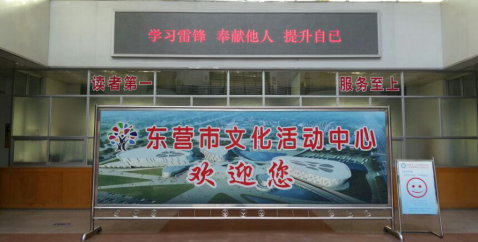 学习雷锋 奉献他人 提升自己
读者第一 服务至上
东营市文化活动中心
欢迎您